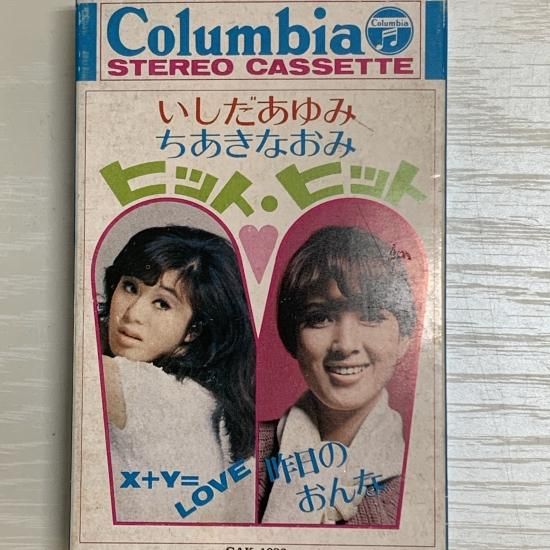 Columbia
Columbia
STEREO CASSETTE
いしだあゆみ
ちあきなおみ
ヒット・ヒット
X+Y=
LOVE
昨日の
おんな